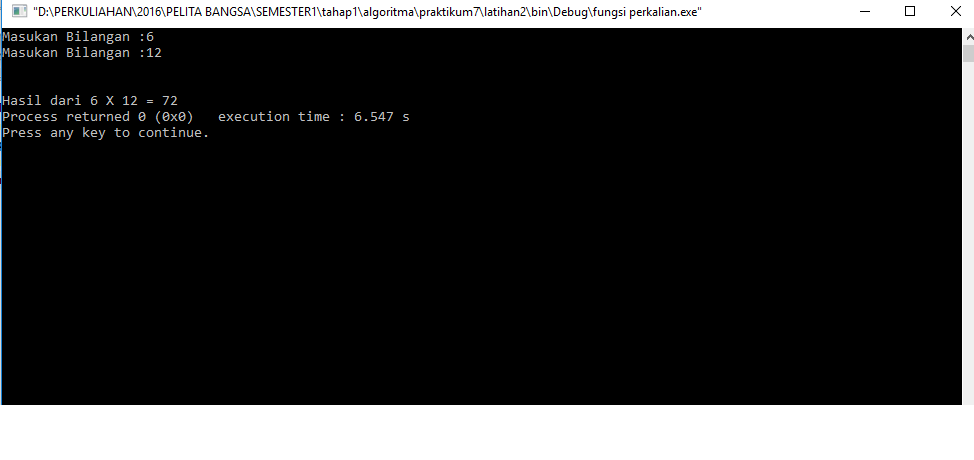 "D:\PERKULIAHAN\2016\PELITA BANGSA\SEMESTER1\tahap1\algoritma\praktikum7\latihan2\bin\Debug\fungsi perkalian.exe"
Masukan Bilangan :6
Masukan Bilangan :12
Hasil dari 6 X 12 = 72
Process returned 0 (0x0)   execution time : 6.547 s
Press any key to continue.